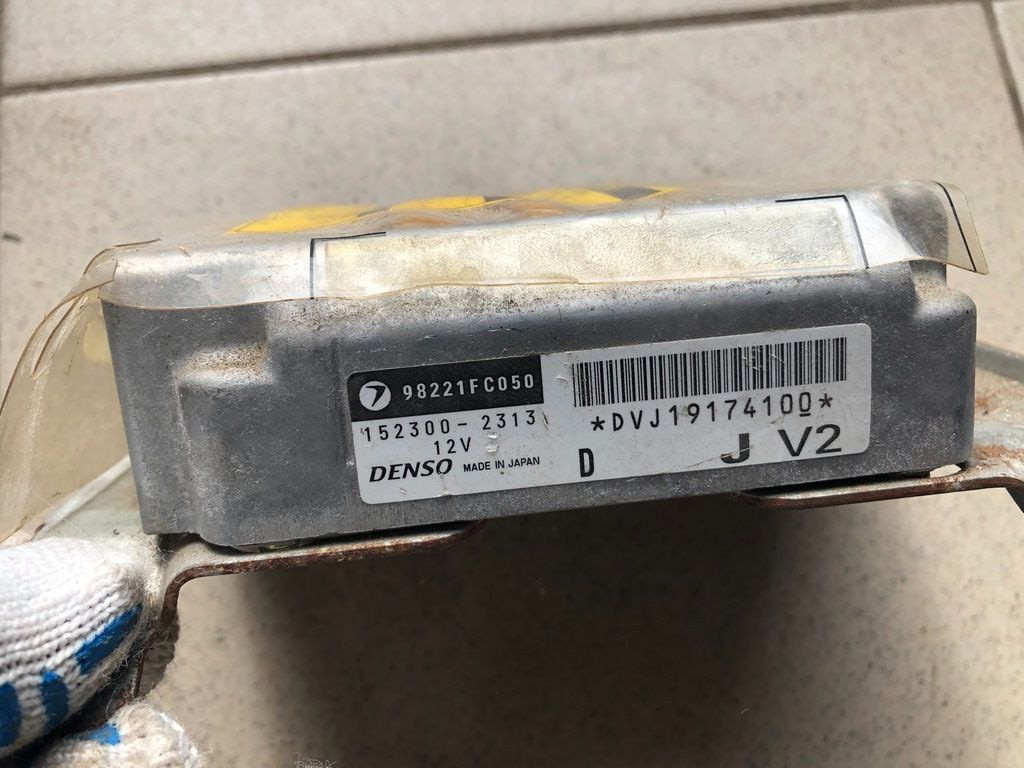 98221FC050
152300-2313
12V
DENSO MADE IN JAPAN
*DVJ19174100*
D J V2